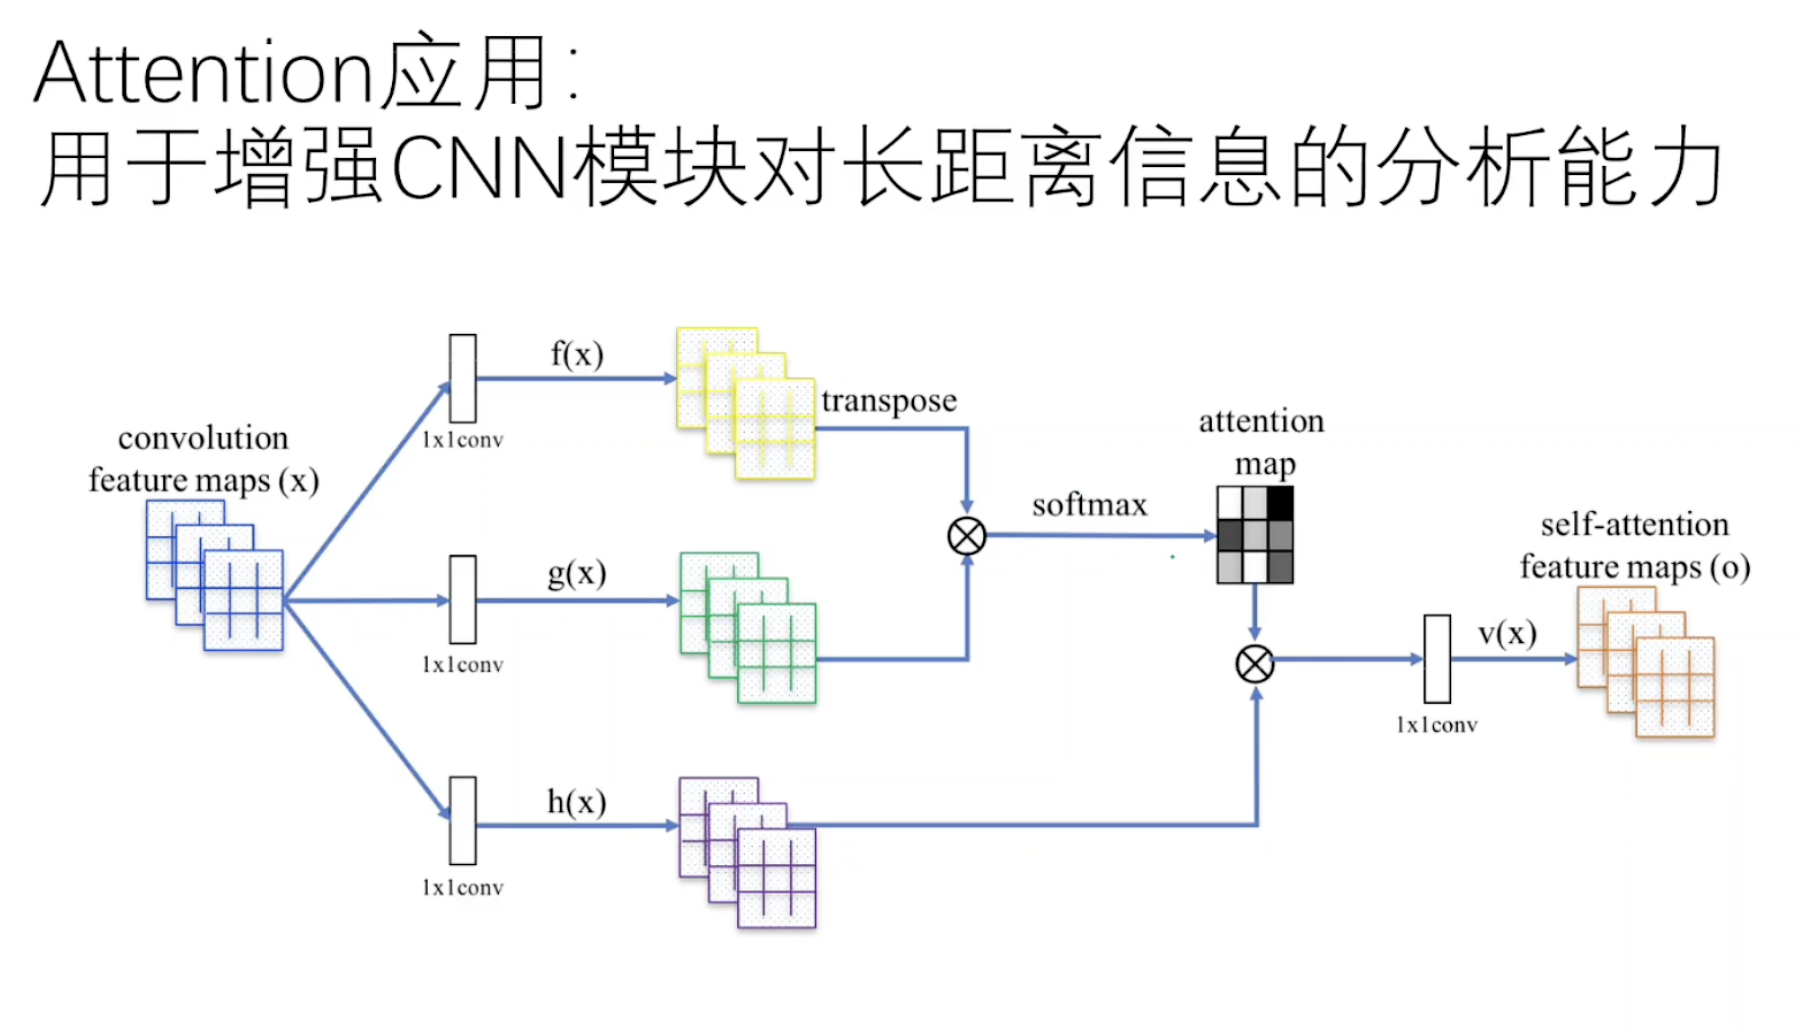 Attention应用：
用于增强CNN模块对长距离信息的分析能力
convolution
feature maps (x)
1x1conv
f(x)
transpose
1x1conv
g(x)
1x1conv
h(x)
softmax
attention
map
1x1conv
v(x)
self-attention
feature maps (o)